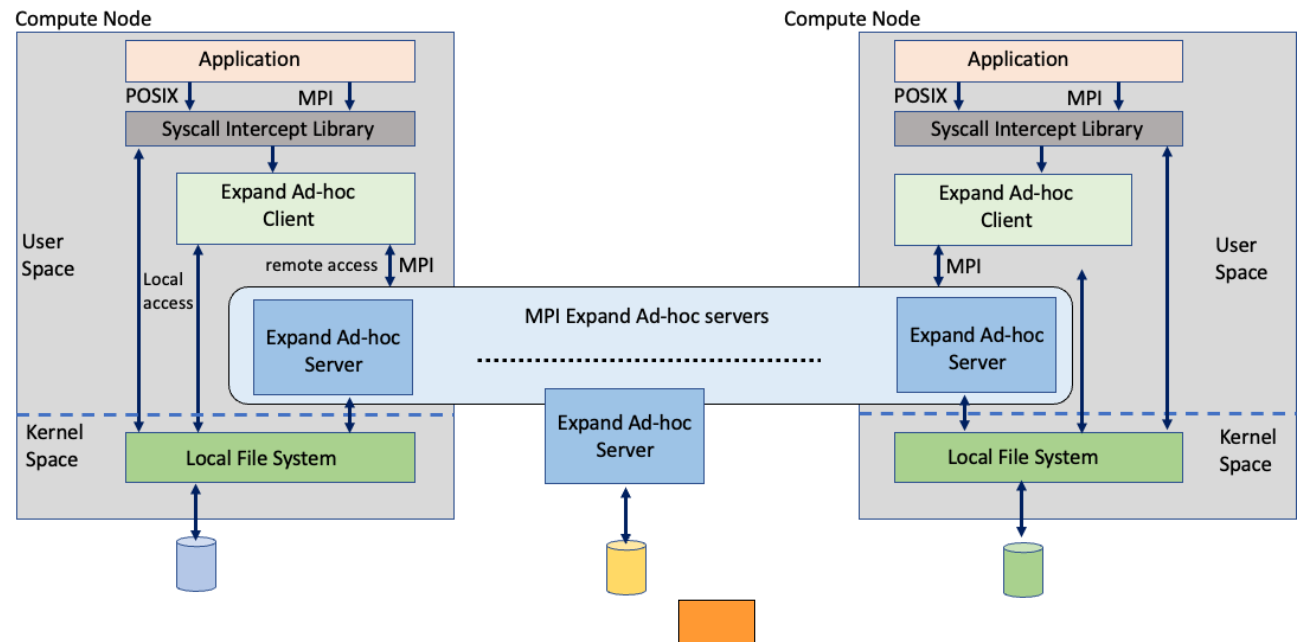 Compute Node
Compute Node
Application
POSIX
MPI
Syscall Intercept Library
Expand Ad-hoc
Client
User
Space
Local
access
remote access
MPI
Application
POSIX
MPI
Syscall Intercept Library
Expand Ad-hoc
Client
User
Space
MPI
MPI Expand Ad-hoc servers
Expand Ad-hoc
Server
Expand Ad-hoc
Server
Expand Ad-hoc
Server
Kernel
Space
Local File System
Local File System
Kernel
Space